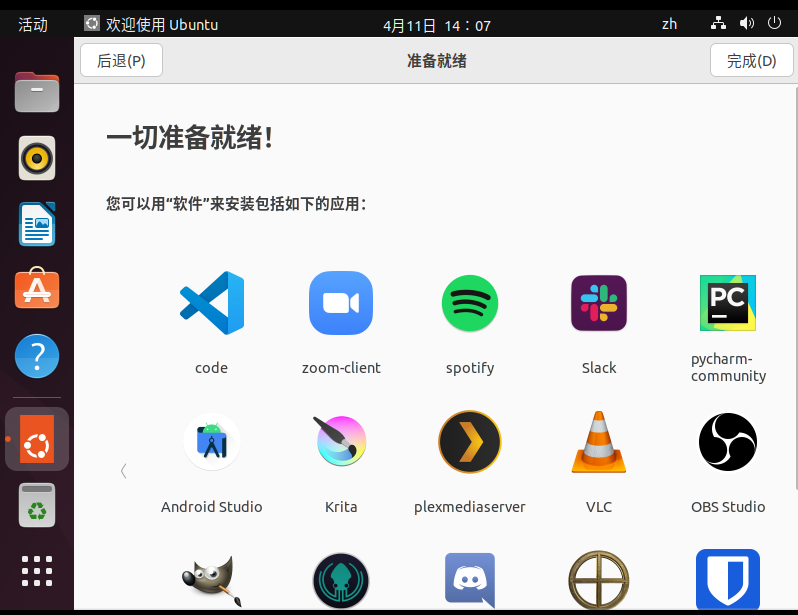 活动
欢迎使用 Ubuntu
4月11日 14：07
zh
后退(P)
准备就绪
完成(D)
一切准备就绪！
您可以用“软件”来安装包括如下的应用：
code
zoom-client
spotify
Slack
PC
pycharm-
community
Android Studio
Krita
plexmediaserver
VLC
OBS Studio